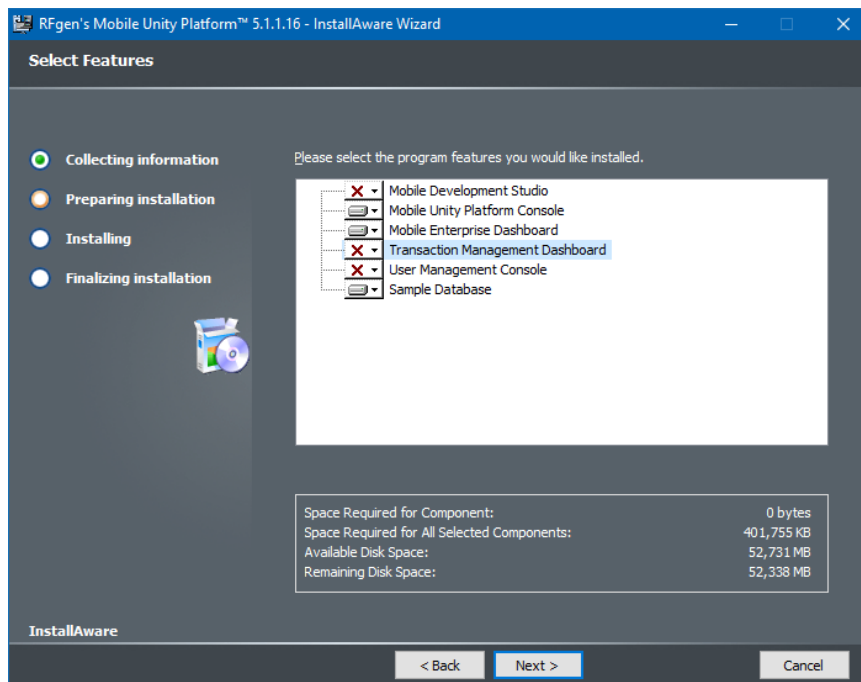 RFgen's Mobile Unity Platform™ 5.1.1.16 - InstallAware Wizard
Select Features
Collecting information
Preparing installation
Installing
Finalizing installation
Please select the program features you would like installed.
Mobile Development Studio
Mobile Unity Platform Console
Mobile Enterprise Dashboard
Transaction Management Dashboard
User Management Console
Sample Database
Space Required for Component: 0 bytes
Space Required for All Selected Components: 401,755 KB
Available Disk Space: 52,731 MB
Remaining Disk Space: 52,338 MB
InstallAware
< Back Next > Cancel